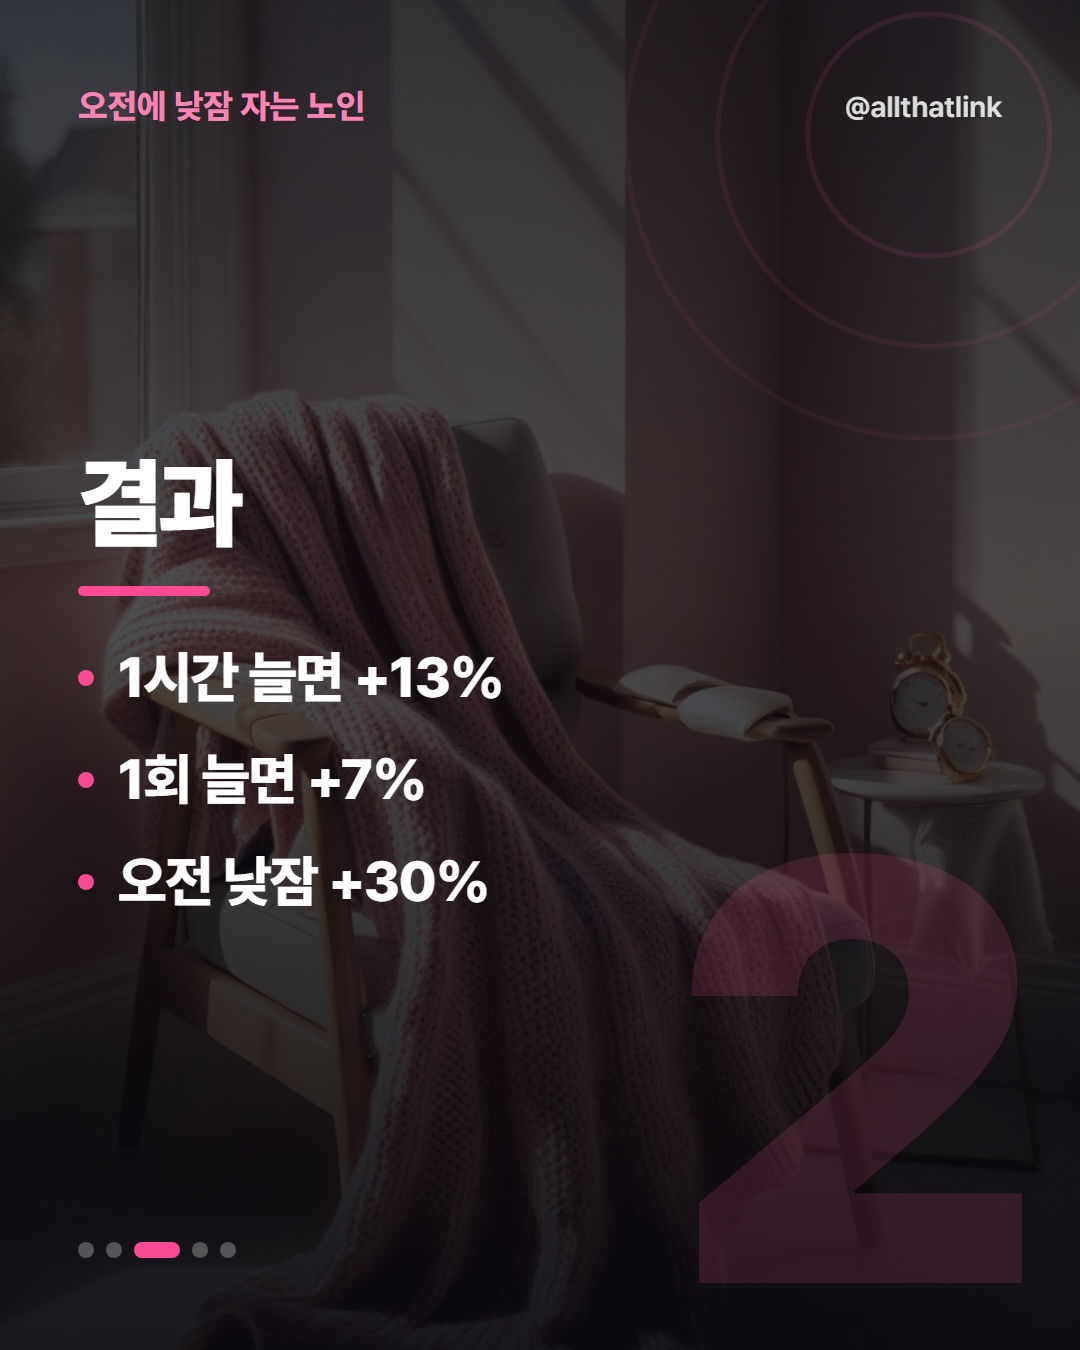 오전에 낮잠 자는 노인
@allthatlink
결과
1시간 늘면 +13%
1회 늘면 +7%
오전 낮잠 +30%
2